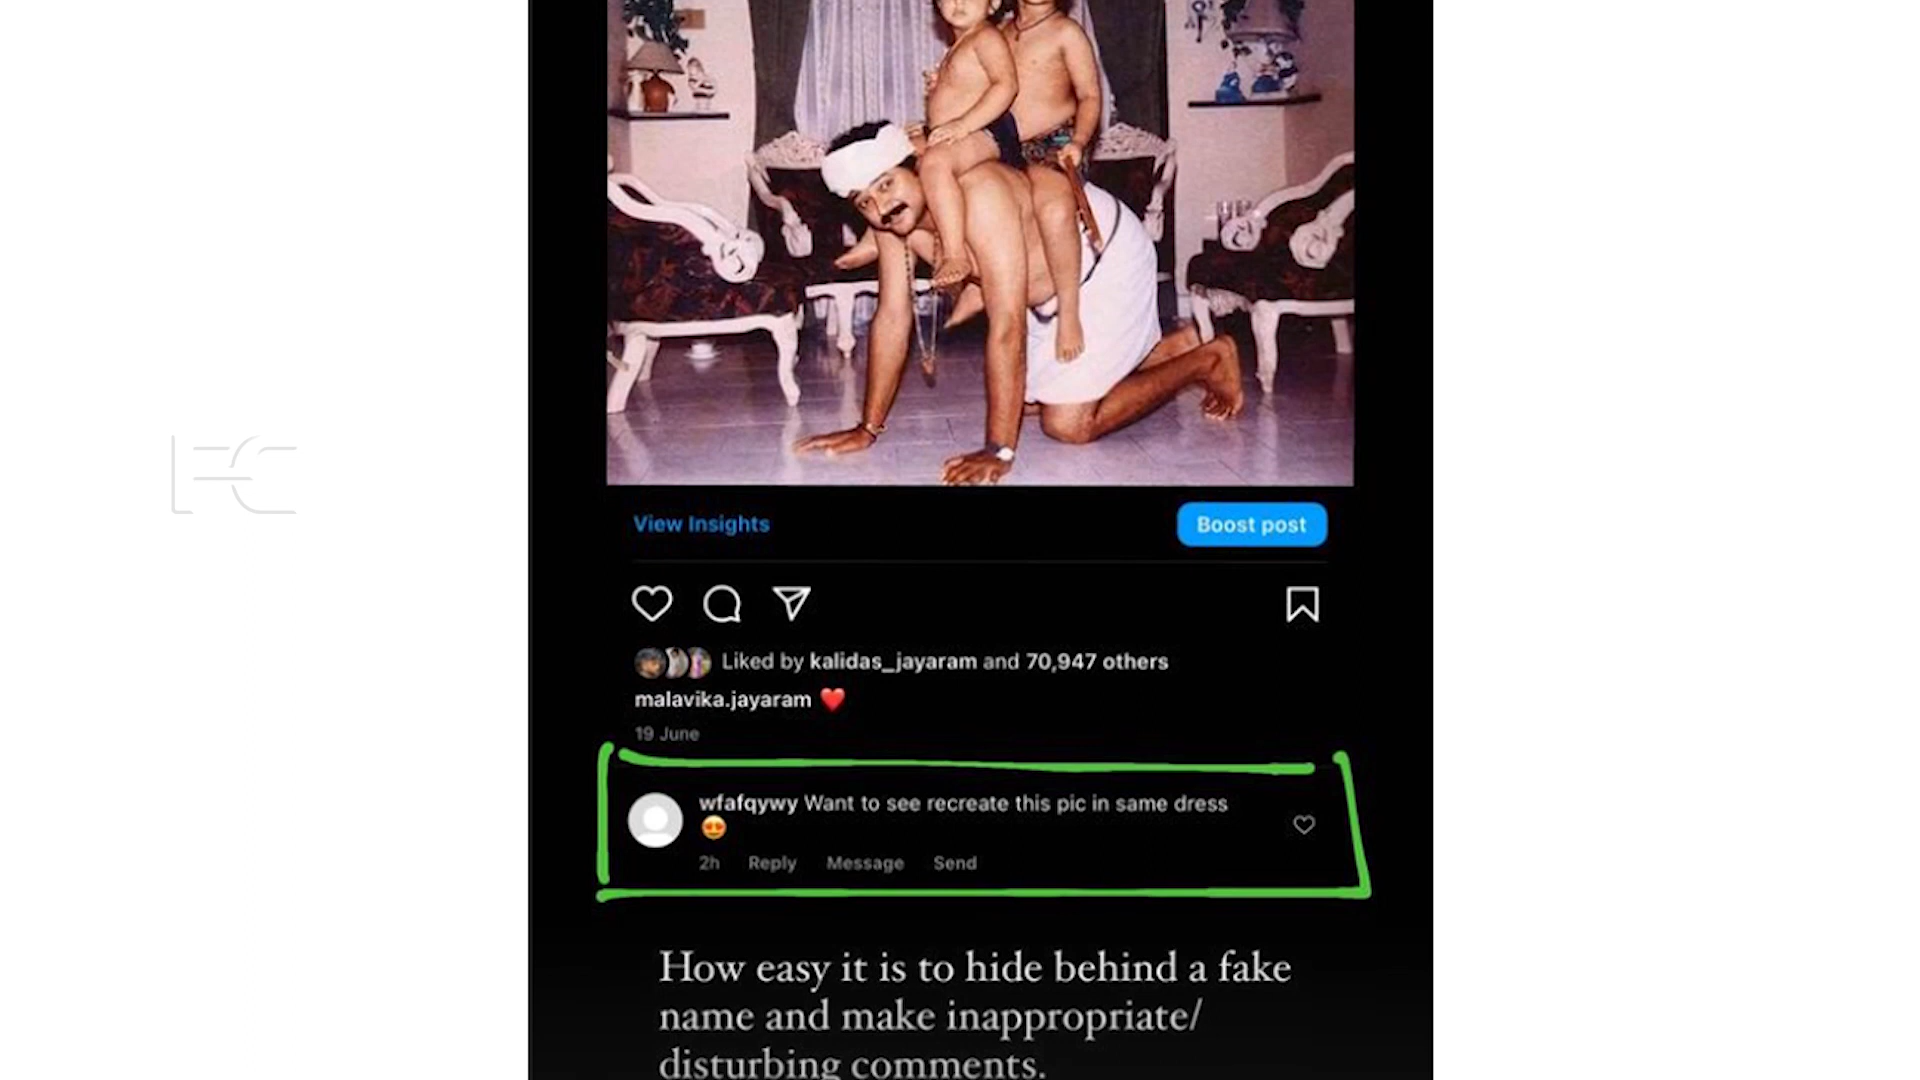 FC
View Insights
Boost post
Liked by kalidas_jayaram and 70,947 others
malavika.jayaram ❤️
19 June
wfafqywy Want to see recreate this pic in same dress
😍
2h Reply Message Send
How easy it is to hide behind a fake
name and make inappropriate/
disturbing comments.